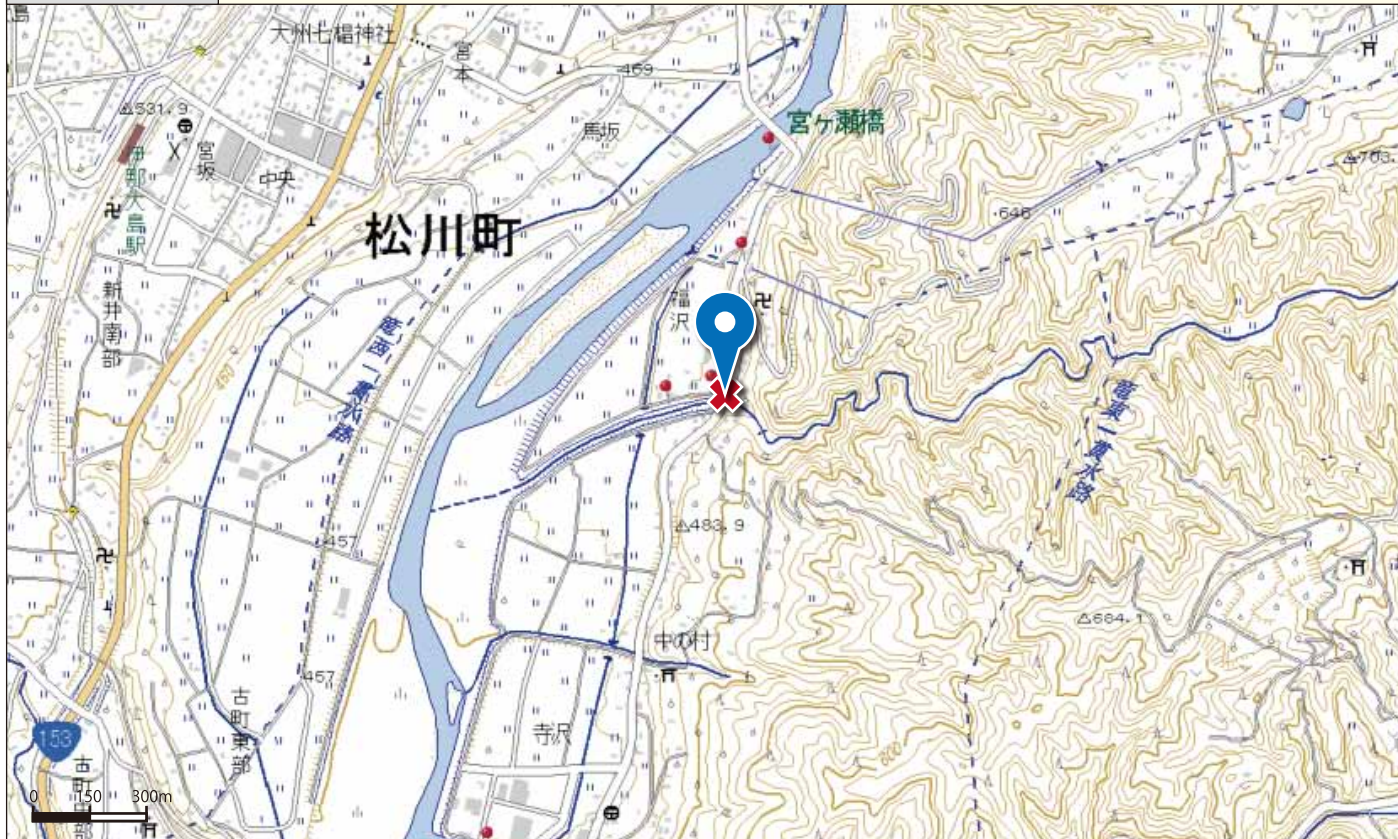 島
大州七椙神社
宮本
469
531.9
宮ヶ瀬橋
馬坂
宮坂
中央
伊那大島駅
703.
松川町
646
新井南部
福沢
竜西一貫水路
竜東一貫水路
483.9
457
684.1
中の村
457
古町東部
寺沢
600
153
0 150 300m